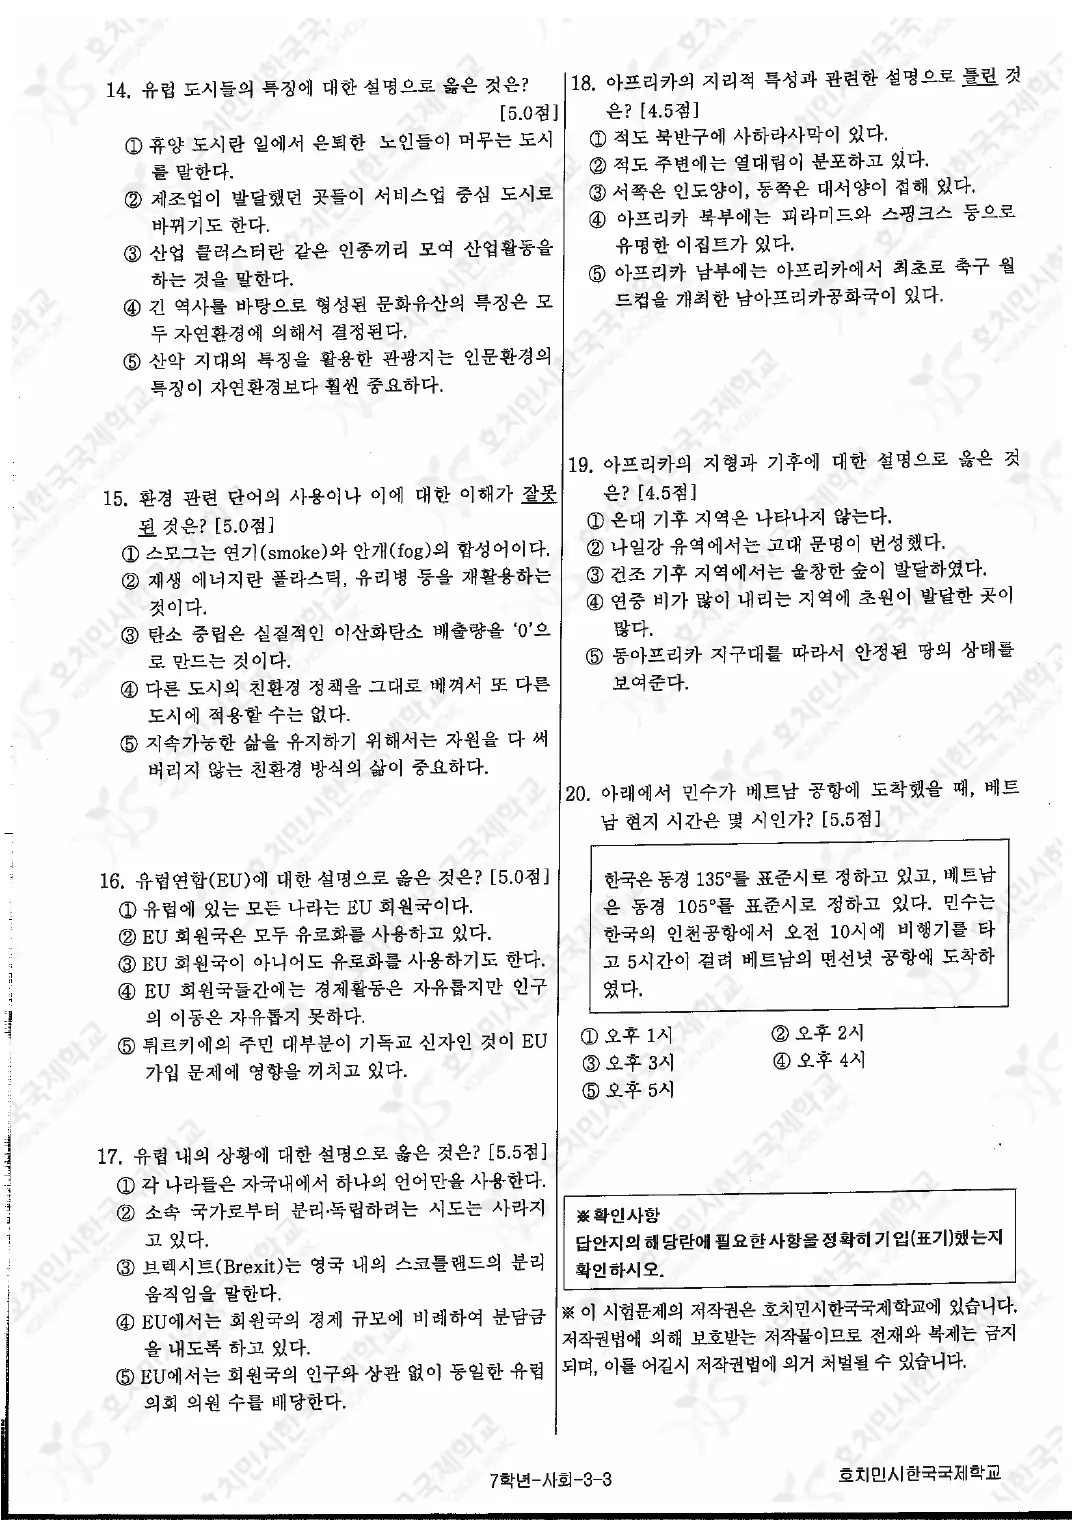 14. 유럽 도시들의 특징에 대한 설명으로 옳은 것은?
[5.0점]
① 휴양 도시란 일에서 은퇴한 노인들이 머무는 도시
를 말한다.
② 제조업이 발달했던 곳들이 서비스업 중심 도시로
바뀌기도 한다.
③ 산업 클러스터란 같은 인종끼리 모여 산업활동을
하는 것을 말한다.
④ 긴 역사를 바탕으로 형성된 문화유산의 특징은 모
두 자연환경에 의해서 결정된다.
⑤ 산악 지대의 특징을 활용한 관광지는 인문환경의
특징이 자연환경보다 훨씬 중요하다.
15. 환경 관련 단어의 사용이나 이에 대한 이해가 잘못
된 것은? [5.0점]
① 스모그는 연기(smoke)와 안개(fog)의 합성어이다.
② 재생 에너지란 플라스틱, 유리병 등을 재활용하는
것이다.
③ 탄소 중립은 실질적인 이산화탄소 배출량을 ‘0’으
로 만드는 것이다.
④ 다른 도시의 친환경 정책을 그대로 베껴서 또 다른
도시에 적용할 수는 없다.
⑤ 지속가능한 삶을 유지하기 위해서는 자원을 다 써
버리지 않는 친환경 방식의 삶이 중요하다.
16. 유럽연합(EU)에 대한 설명으로 옳은 것은? [5.0점]
① 유럽에 있는 모든 나라는 EU 회원국이다.
② EU 회원국은 모두 유로화를 사용하고 있다.
③ EU 회원국이 아니어도 유로화를 사용하기도 한다.
④ EU 회원국들간에는 경제활동은 자유롭지만 인구
의 이동은 자유롭지 못하다.
⑤ 튀르키예의 주민 대부분이 기독교 신자인 것이 EU
가입 문제에 영향을 끼치고 있다.
17. 유럽 내의 상황에 대한 설명으로 옳은 것은? [5.5점]
① 각 나라들은 자국내에서 하나의 언어만을 사용한다.
② 소속 국가로부터 분리·독립하려는 시도는 사라지
고 있다.
③ 브렉시트(Brexit)는 영국 내의 스코틀랜드의 분리
움직임을 말한다.
④ EU에서는 회원국의 경제 규모에 비례하여 분담금
을 내도록 하고 있다.
⑤ EU에서는 회원국의 인구와 상관 없이 동일한 유럽
의회 의원 수를 배당한다.
18. 아프리카의 지리적 특성과 관련한 설명으로 틀린 것
은? [4.5점]
① 적도 북반구에 사하라사막이 있다.
② 적도 주변에는 열대림이 분포하고 있다.
③ 서쪽은 인도양이, 동쪽은 대서양이 접해 있다.
④ 아프리카 북부에는 피라미드와 스핑크스 등으로
유명한 이집트가 있다.
⑤ 아프리카 남부에는 아프리카에서 최초로 축구 월
드컵을 개최한 남아프리카공화국이 있다.
19. 아프리카의 지형과 기후에 대한 설명으로 옳은 것
은? [4.5점]
① 온대 기후 지역은 나타나지 않는다.
② 나일강 유역에서는 고대 문명이 번성했다.
③ 건조 기후 지역에서는 울창한 숲이 발달하였다.
④ 연중 비가 많이 내리는 지역에 초원이 발달한 곳이
많다.
⑤ 동아프리카 지구대를 따라서 안정된 땅의 상태를
보여준다.
20. 아래에서 민수가 베트남 공항에 도착했을 때, 베트
남 현지 시간은 몇 시인가? [5.5점]
한국은 동경 135°를 표준시로 정하고 있고, 베트남
은 동경 105°를 표준시로 정하고 있다. 민수는
한국의 인천공항에서 오전 10시에 비행기를 타
고 5시간이 걸려 베트남의 떤선녓 공항에 도착하
였다.
① 오후 1시 ② 오후 2시
③ 오후 3시 ④ 오후 4시
⑤ 오후 5시
※확인사항
답안지의 해당란에 필요한 사항을 정확히 기입(표기)했는지
확인하시오.
※ 이 시험문제의 저작권은 호치민시한국국제학교에 있습니다.
저작권법에 의해 보호받는 저작물이므로 전재와 복제는 금지
되며, 이를 어길시 저작권법에 의거 처벌될 수 있습니다.
7학년-사회-3-3
호치민시한국국제학교